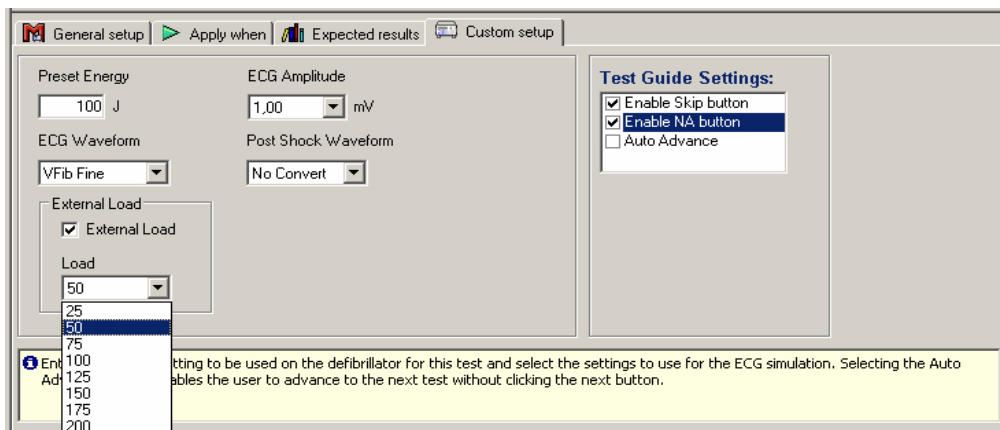 General setup Apply when Expected results Custom setup
Preset Energy ECG Amplitude
100 J 1,00 mV
ECG Waveform Post Shock Waveform
VFib Fine No Convert
External Load
External Load
Load
50
25
50
75
100
125
150
175
200
Test Guide Settings:
Enable Skip button
Enable NA button
Auto Advance
Ent tting to be used on the defibrillator for this test and select the settings to use for the ECG simulation. Selecting the Auto
Ad ables the user to advance to the next test without clicking the next button.